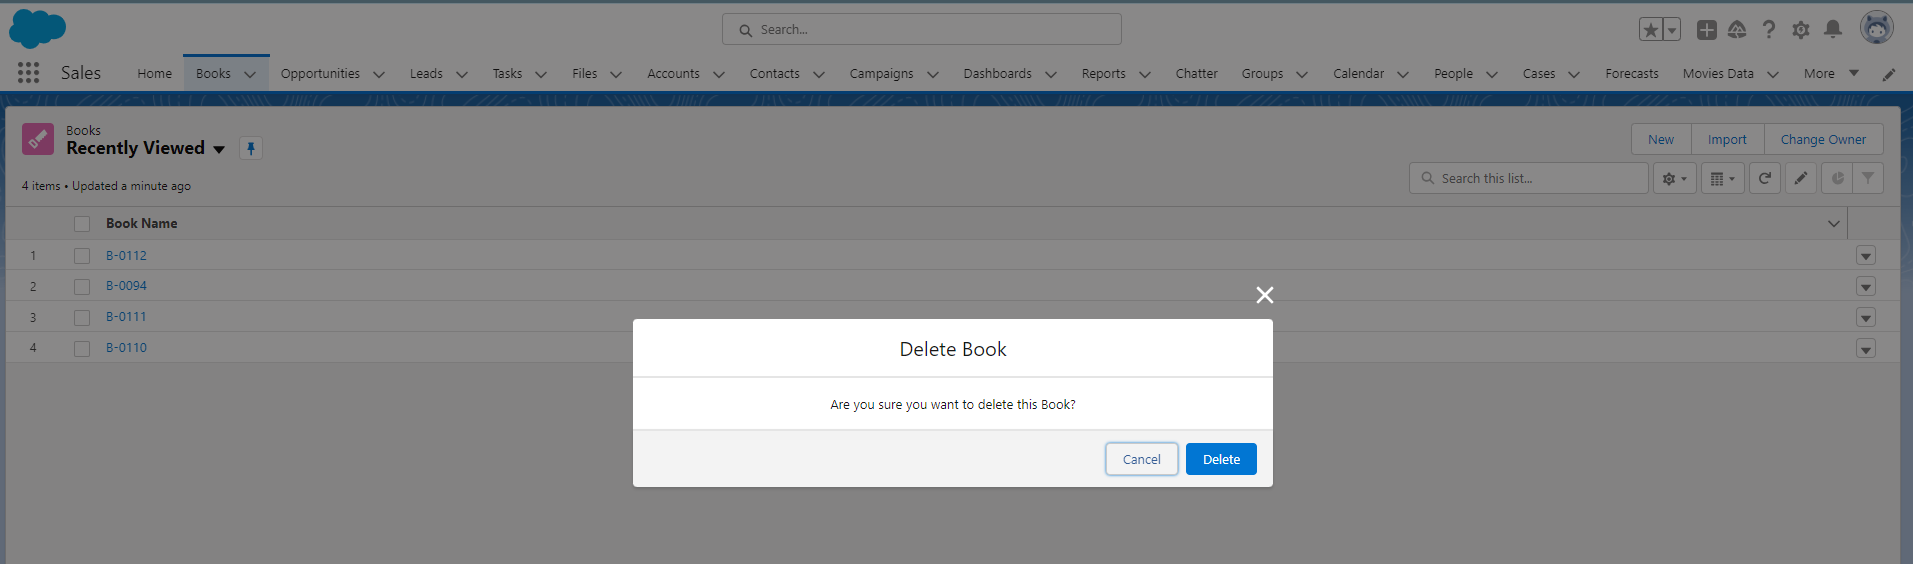 Search...
Sales Home Books Opportunities Leads Tasks Files Accounts Contacts Campaigns Dashboards Reports Chatter Groups Calendar People Cases Forecasts Movies Data More
Books
Recently Viewed
New Import Change Owner
4 items • Updated a minute ago
Search this list...
Book Name
1 B-0112
2 B-0094
3 B-0111
4 B-0110
Delete Book
Are you sure you want to delete this Book?
Cancel Delete